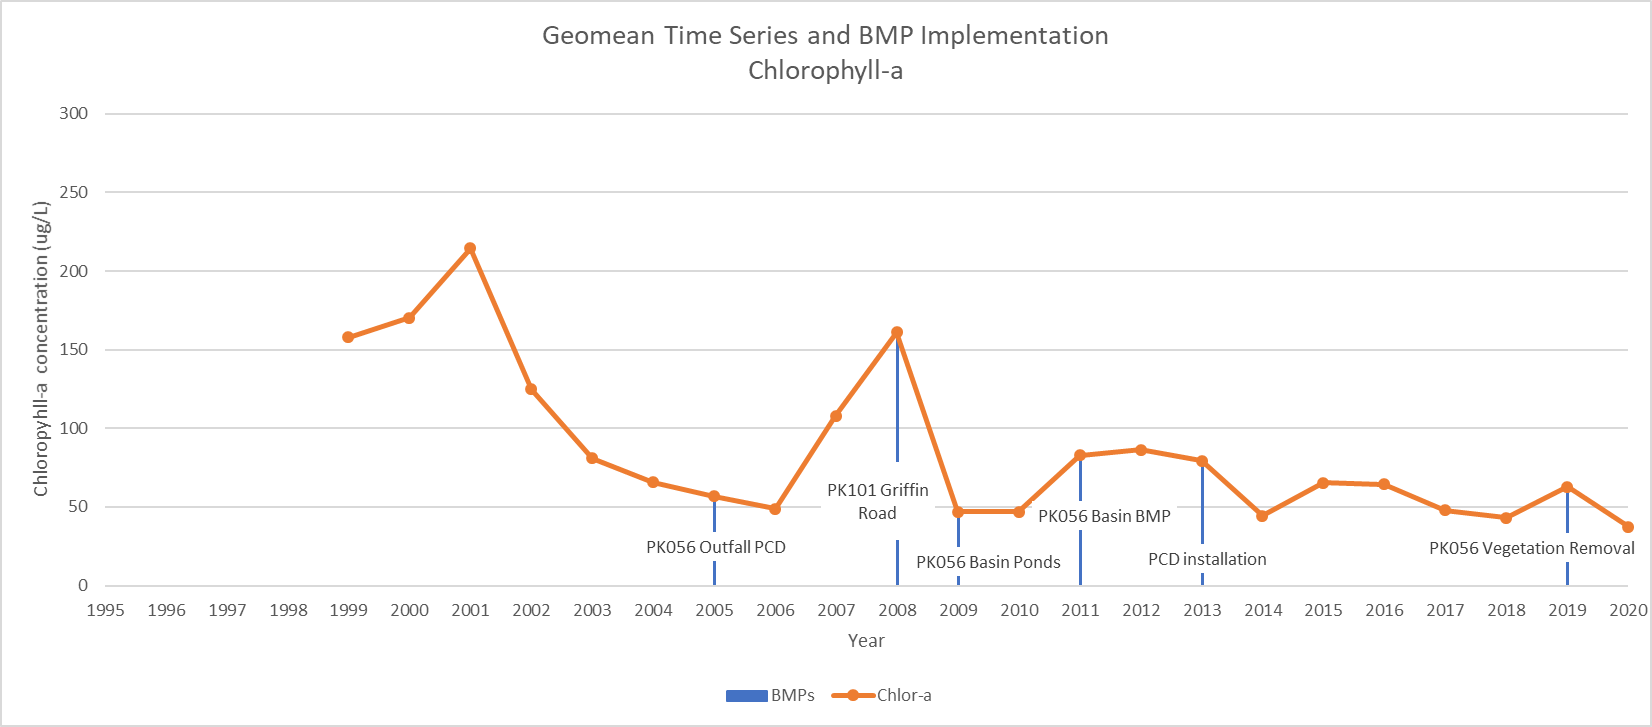 Geomean Time Series and BMP Implementation
Chlorophyll-a
Chloropyhll-a concentration (ug/L)
300
250
200
150
100
50
0
PK056 Outfall PCD
PK101 Griffin
Road
PK056 Basin Ponds
PK056 Basin BMP
PCD installation
PK056 Vegetation Removal
1995 1996 1997 1998 1999 2000 2001 2002 2003 2004 2005 2006 2007 2008 2009 2010 2011 2012 2013 2014 2015 2016 2017 2018 2019 2020
Year
BMPs Chlor-a